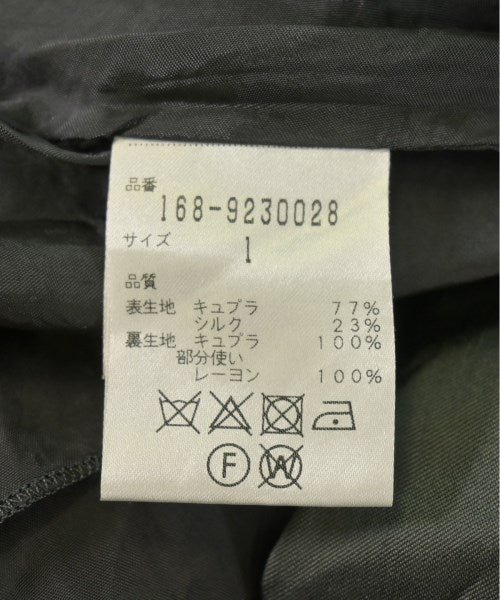 品番
168-9230028
サイズ
1
品質
表生地 キュプラ 77%
シルク 23%
裏生地 キュプラ 100%
部分使い
レーヨン 100%
F W